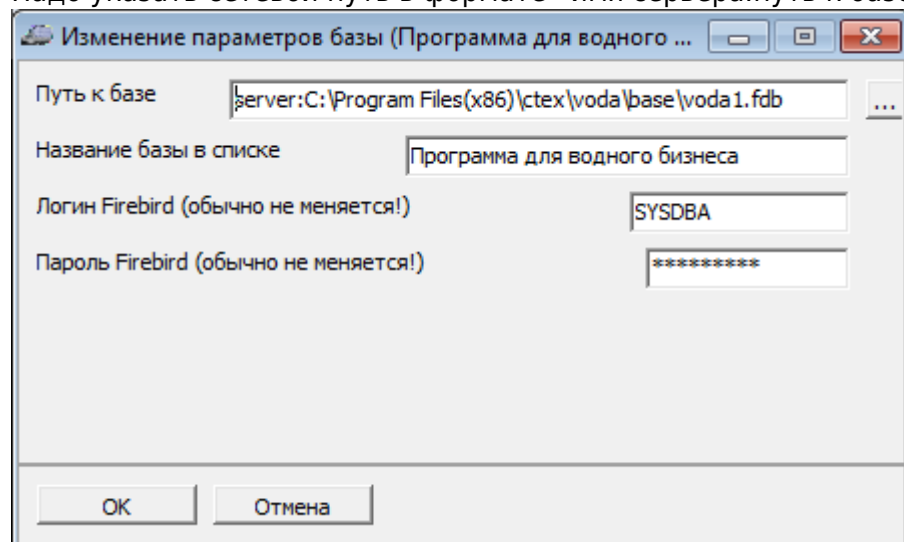 Изменение параметров базы (Программа для водного ...
Путь к базе
server:C:\Program Files(x86)\ctex\voda\base\voda1.fdb
...
Название базы в списке
Программа для водного бизнеса
Логин Firebird (обычно не меняется!)
SYSDBA
Пароль Firebird (обычно не меняется!)
*********
OK
Отмена